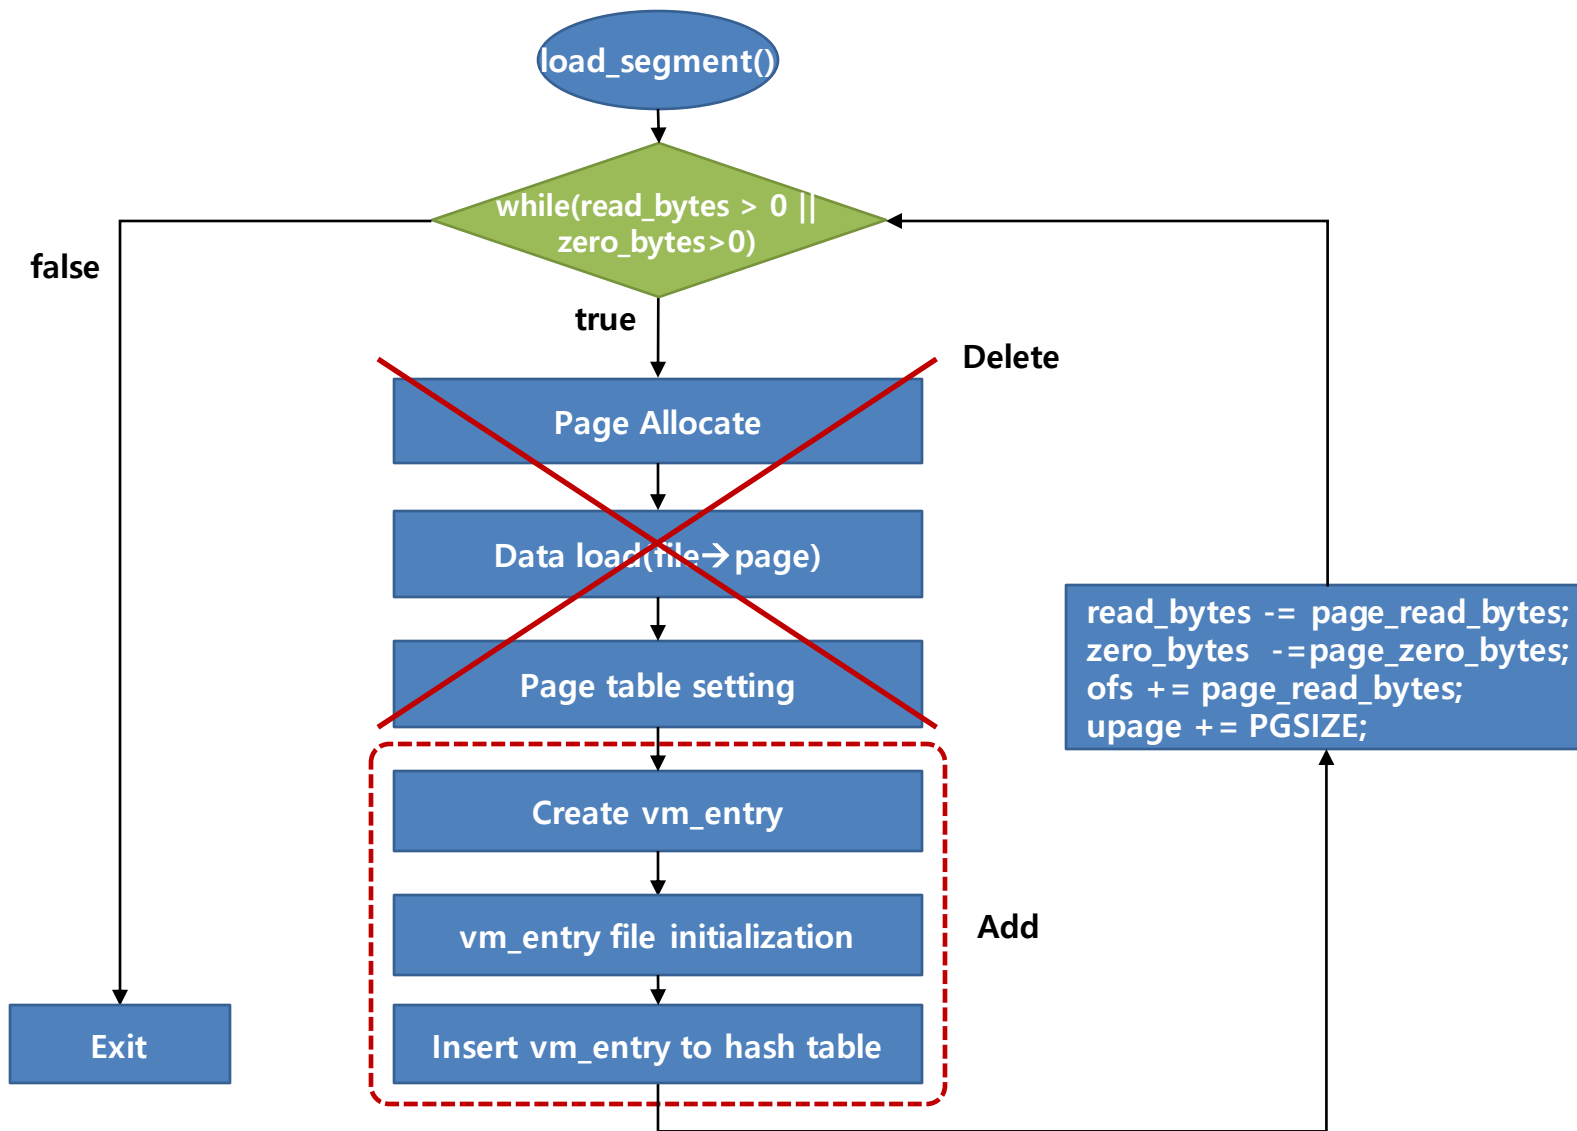 load_segment()
while(read_bytes > 0 ||
zero_bytes>0)
false
true
Delete
Page Allocate
Data load(file→page)
Page table setting
read_bytes -= page_read_bytes;
zero_bytes -=page_zero_bytes;
ofs += page_read_bytes;
upage += PGSIZE;
Create vm_entry
vm_entry file initialization
Add
Insert vm_entry to hash table
Exit